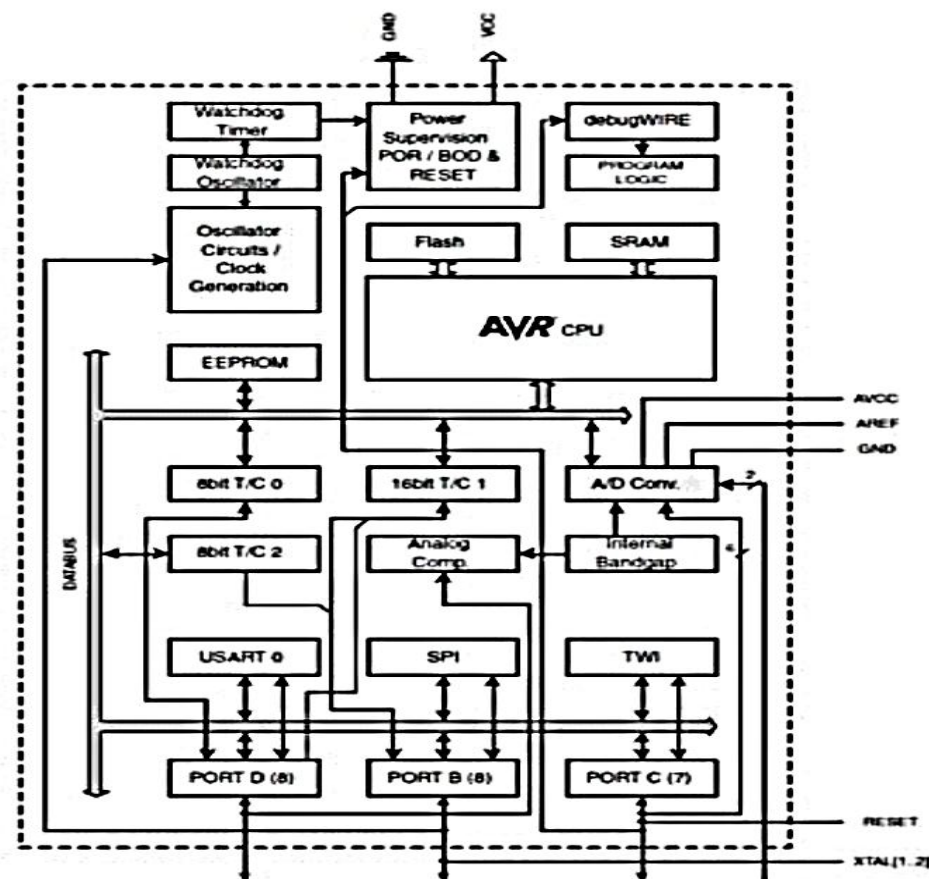 GND
VCC
Watchdog
Timer
Power
Supervision
POR / BOD &
RESET
debugWIRE
Watchdog
Oscillator
PROGRAM
LOGIC
Oscillator
Circuits /
Clock
Generation
Flash
SRAM
AVR CPU
EEPROM
AVCC
AREF
GND
8bit T/C 0
16bit T/C 1
A/D Conv.
2
DATABUS
8bit T/C 2
Analog
Comp.
Internal
Bandgap
6
USART 0
SPI
TWI
PORT D (8)
PORT B (8)
PORT C (7)
RESET
XTAL[1..2]